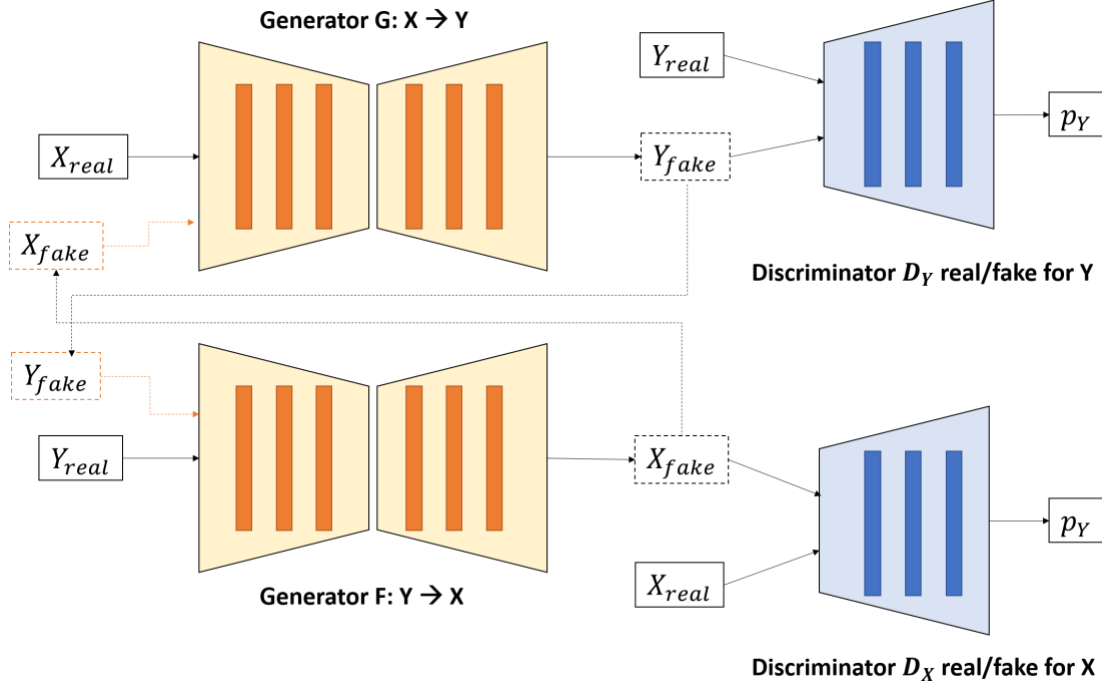 Generator G: X → Y
Y_real
p_Y
X_real
Y_fake
X_fake
Discriminator D_Y real/fake for Y
Y_fake
Y_real
X_fake
p_Y
X_real
Generator F: Y → X
Discriminator D_X real/fake for X